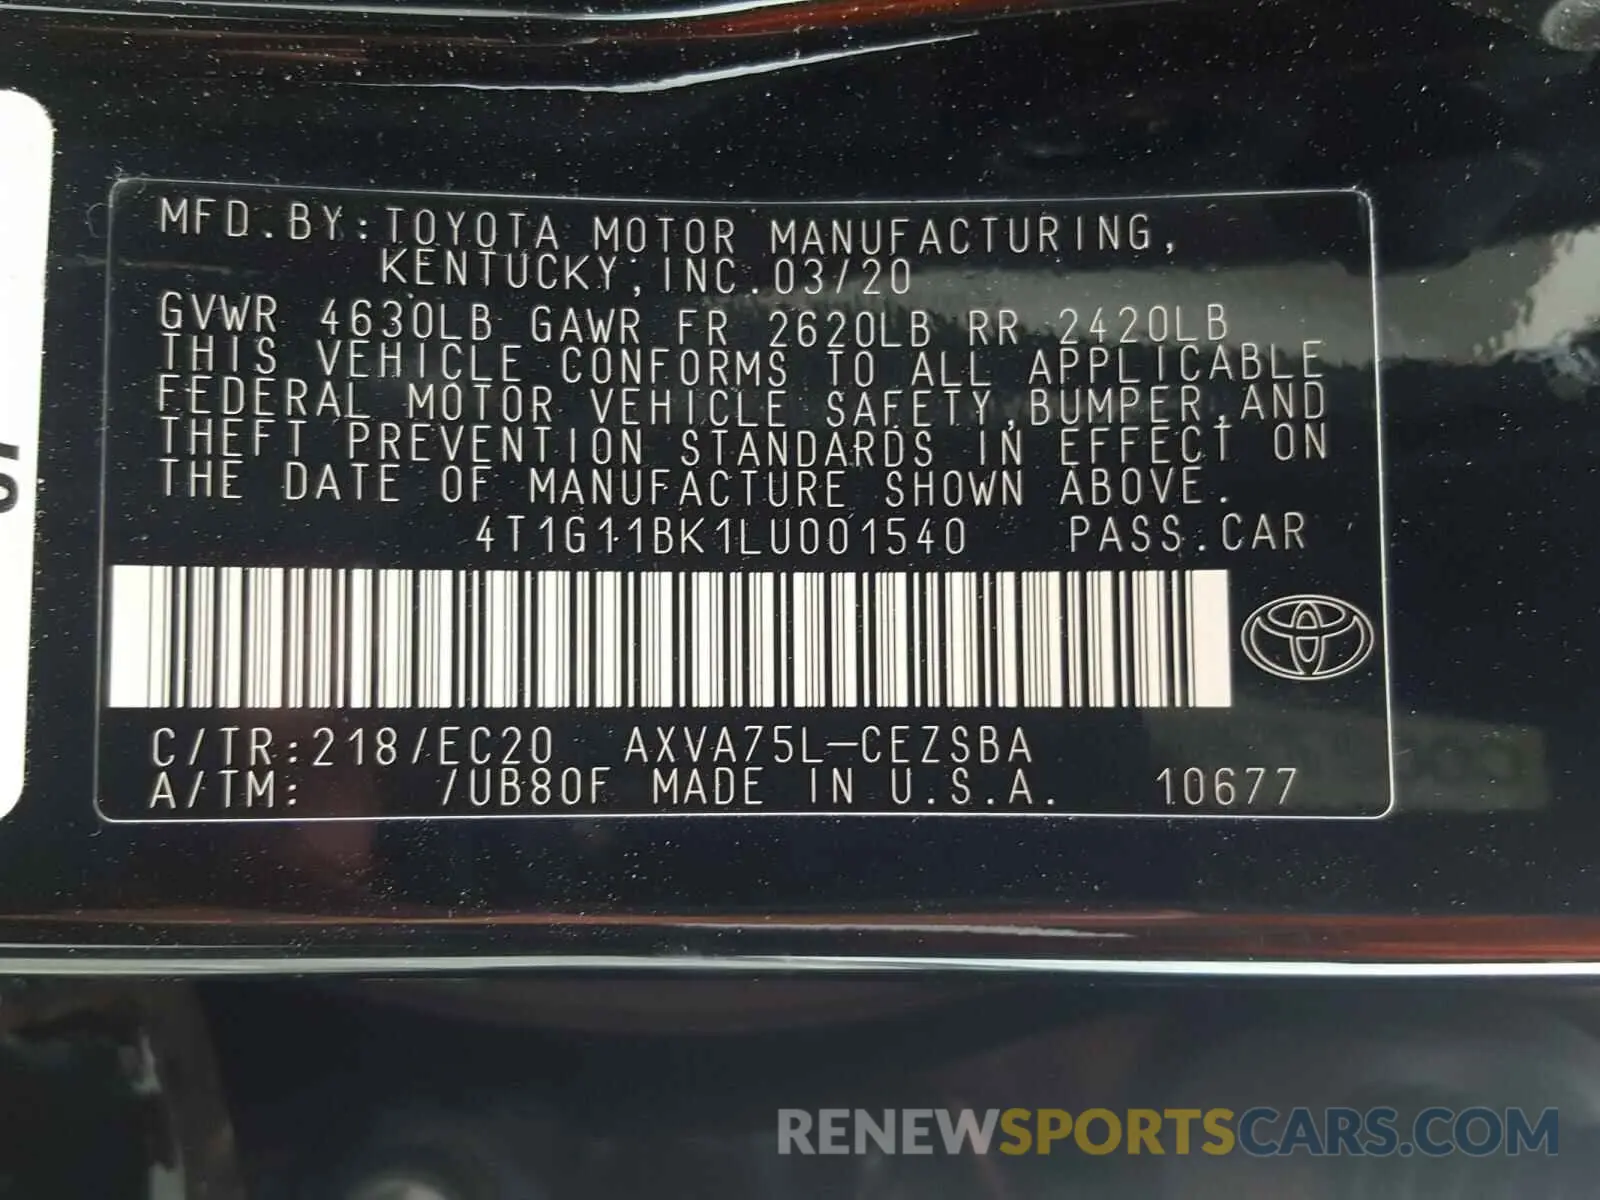 MFD.BY:TOYOTA MOTOR MANUFACTURING,
KENTUCKY,INC.03/20
GVWR 4630LB GAWR FR 2620LB RR 2420LB
THIS VEHICLE CONFORMS TO ALL APPLICABLE
FEDERAL MOTOR VEHICLE SAFETY,BUMPER,AND
THEFT PREVENTION STANDARDS IN EFFECT ON
THE DATE OF MANUFACTURE SHOWN ABOVE.
4T1G11BK1LU001540 PASS.CAR
C/TR:218/EC20 AXVA75L-CEZSBA
A/TM: /UB80F MADE IN U.S.A. 10677
RENEWSPORTSCARS.COM